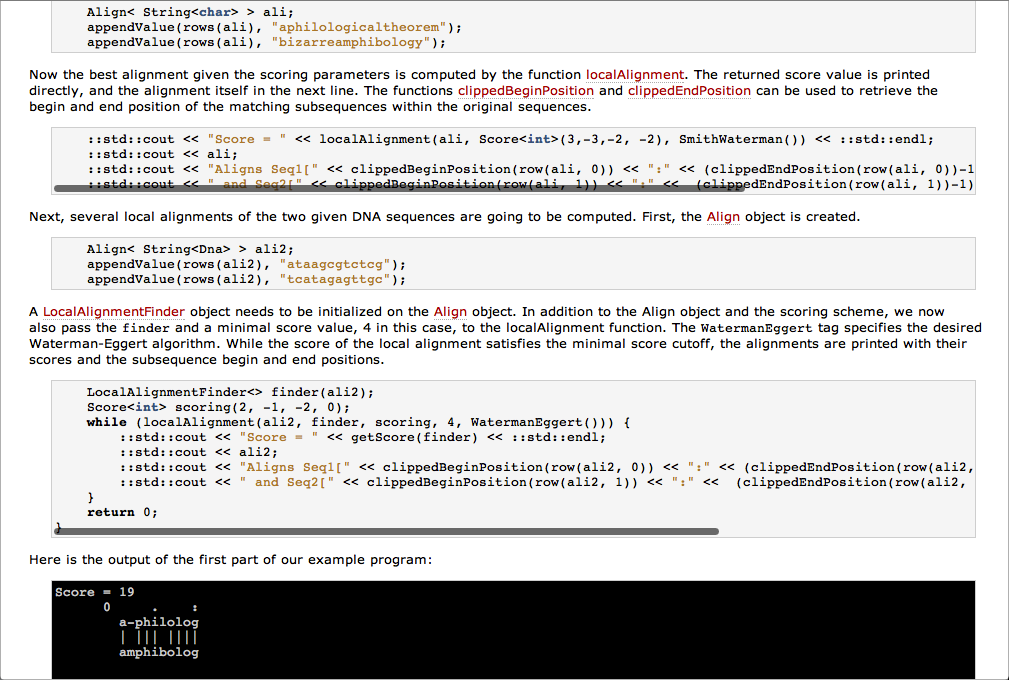 Align< String<char> > ali;
appendValue(rows(ali), "aphilologicaltheorem");
appendValue(rows(ali), "bizarreamphibology");
Now the best alignment given the scoring parameters is computed by the function localAlignment. The returned score value is printed
directly, and the alignment itself in the next line. The functions clippedBeginPosition and clippedEndPosition can be used to retrieve the
begin and end position of the matching subsequences within the original sequences.
::std::cout << "Score = " << localAlignment(ali, Score<int>(3,-3,-2, -2), SmithWaterman()) << ::std::endl;
::std::cout << ali;
::std::cout << "Aligns Seq1[" << clippedBeginPosition(row(ali, 0)) << ":" << (clippedEndPosition(row(ali, 0))-1
::std::cout << " and Seq2[" << clippedBeginPosition(row(ali, 1)) << ":" << (clippedEndPosition(row(ali, 1))-1)
Next, several local alignments of the two given DNA sequences are going to be computed. First, the Align object is created.
Align< String<Dna> > ali2;
appendValue(rows(ali2), "ataagcgtctcg");
appendValue(rows(ali2), "tcatagagttgc");
A LocalAlignmentFinder object needs to be initialized on the Align object. In addition to the Align object and the scoring scheme, we now
also pass the finder and a minimal score value, 4 in this case, to the localAlignment function. The WatermanEggert tag specifies the desired
Waterman-Eggert algorithm. While the score of the local alignment satisfies the minimal score cutoff, the alignments are printed with their
scores and the subsequence begin and end positions.
LocalAlignmentFinder<> finder(ali2);
Score<int> scoring(2, -1, -2, 0);
while (localAlignment(ali2, finder, scoring, 4, WatermanEggert())) {
::std::cout << "Score = " << getScore(finder) << ::std::endl;
::std::cout << ali2;
::std::cout << "Aligns Seq1[" << clippedBeginPosition(row(ali2, 0)) << ":" << (clippedEndPosition(row(ali2,
::std::cout << " and Seq2[" << clippedBeginPosition(row(ali2, 1)) << ":" <<  (clippedEndPosition(row(ali2,
}
return 0;
}
Here is the output of the first part of our example program:
Score = 19
0     .    :
a-philolog
| ||| ||||
amphibolog